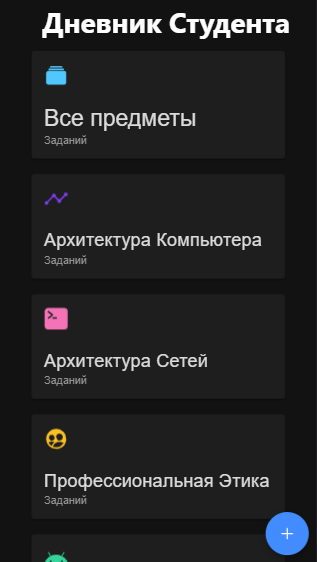 Дневник Студента
Все предметы
Заданий
Архитектура Компьютера
Заданий
Архитектура Сетей
Заданий
Профессиональная Этика
Заданий